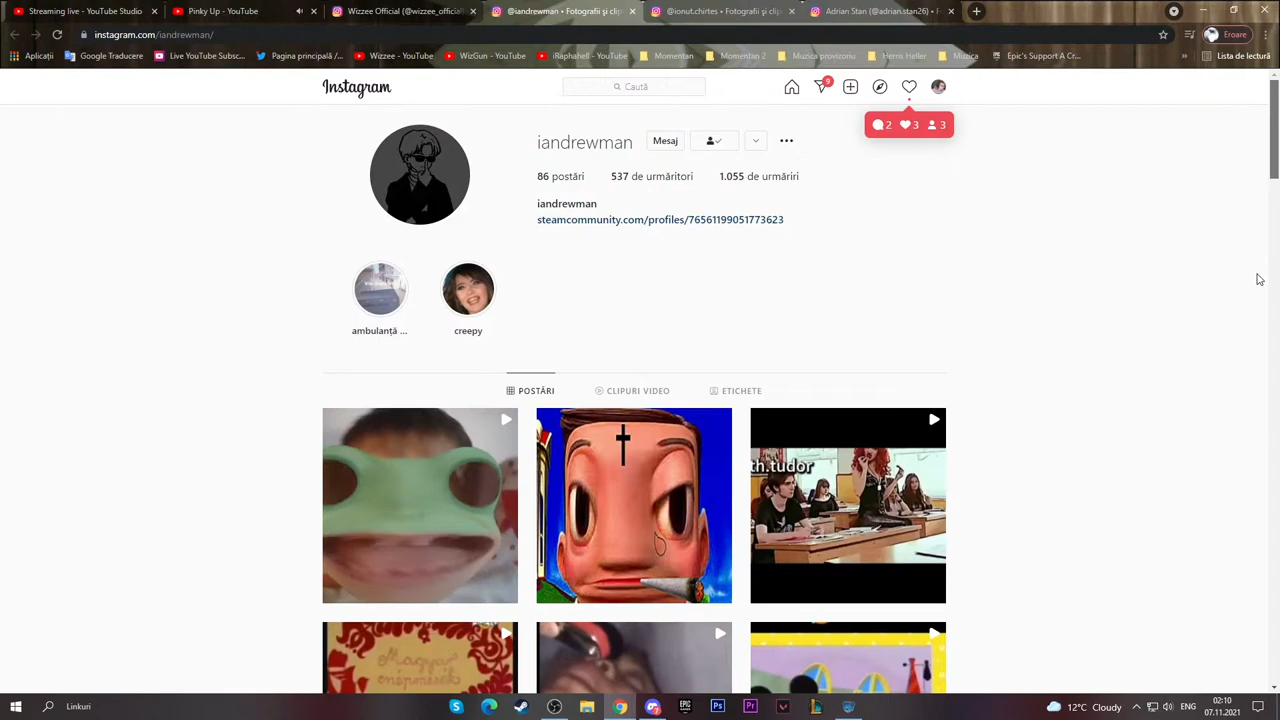 Streaming live - YouTube Studio
Pinky Up - YouTube
Wizzee Official (@wizzee_official
@iandrewman • Fotografii și clip
@ionut.chirtes • Fotografii și clip
Adrian Stan (@adrian.stan26) •
instagram.com/iandrewman/
Eroare
Aplicații
Google Traducere
Live YouTube Subsc...
Pagina principală /...
Wizzee - YouTube
WizGun - YouTube
iRaphahell - YouTube
Momentan
Momentan 2
Muzica provizoriu
Herris Heller
Muzica
Epic's Support A Cr...
»
Lista de lectură
Instagram
Caută
9
2 3 3
iandrewman
Mesaj
86 postări 537 de urmăritori 1.055 de urmăriri
iandrewman
steamcommunity.com/profiles/76561199051773623
ambulanță ...
creepy
POSTĂRI
CLIPURI VIDEO
ETICHETE
th.tudor
Magyar
népmesék
Linkuri
12°C Cloudy
02:10
07.11.2021